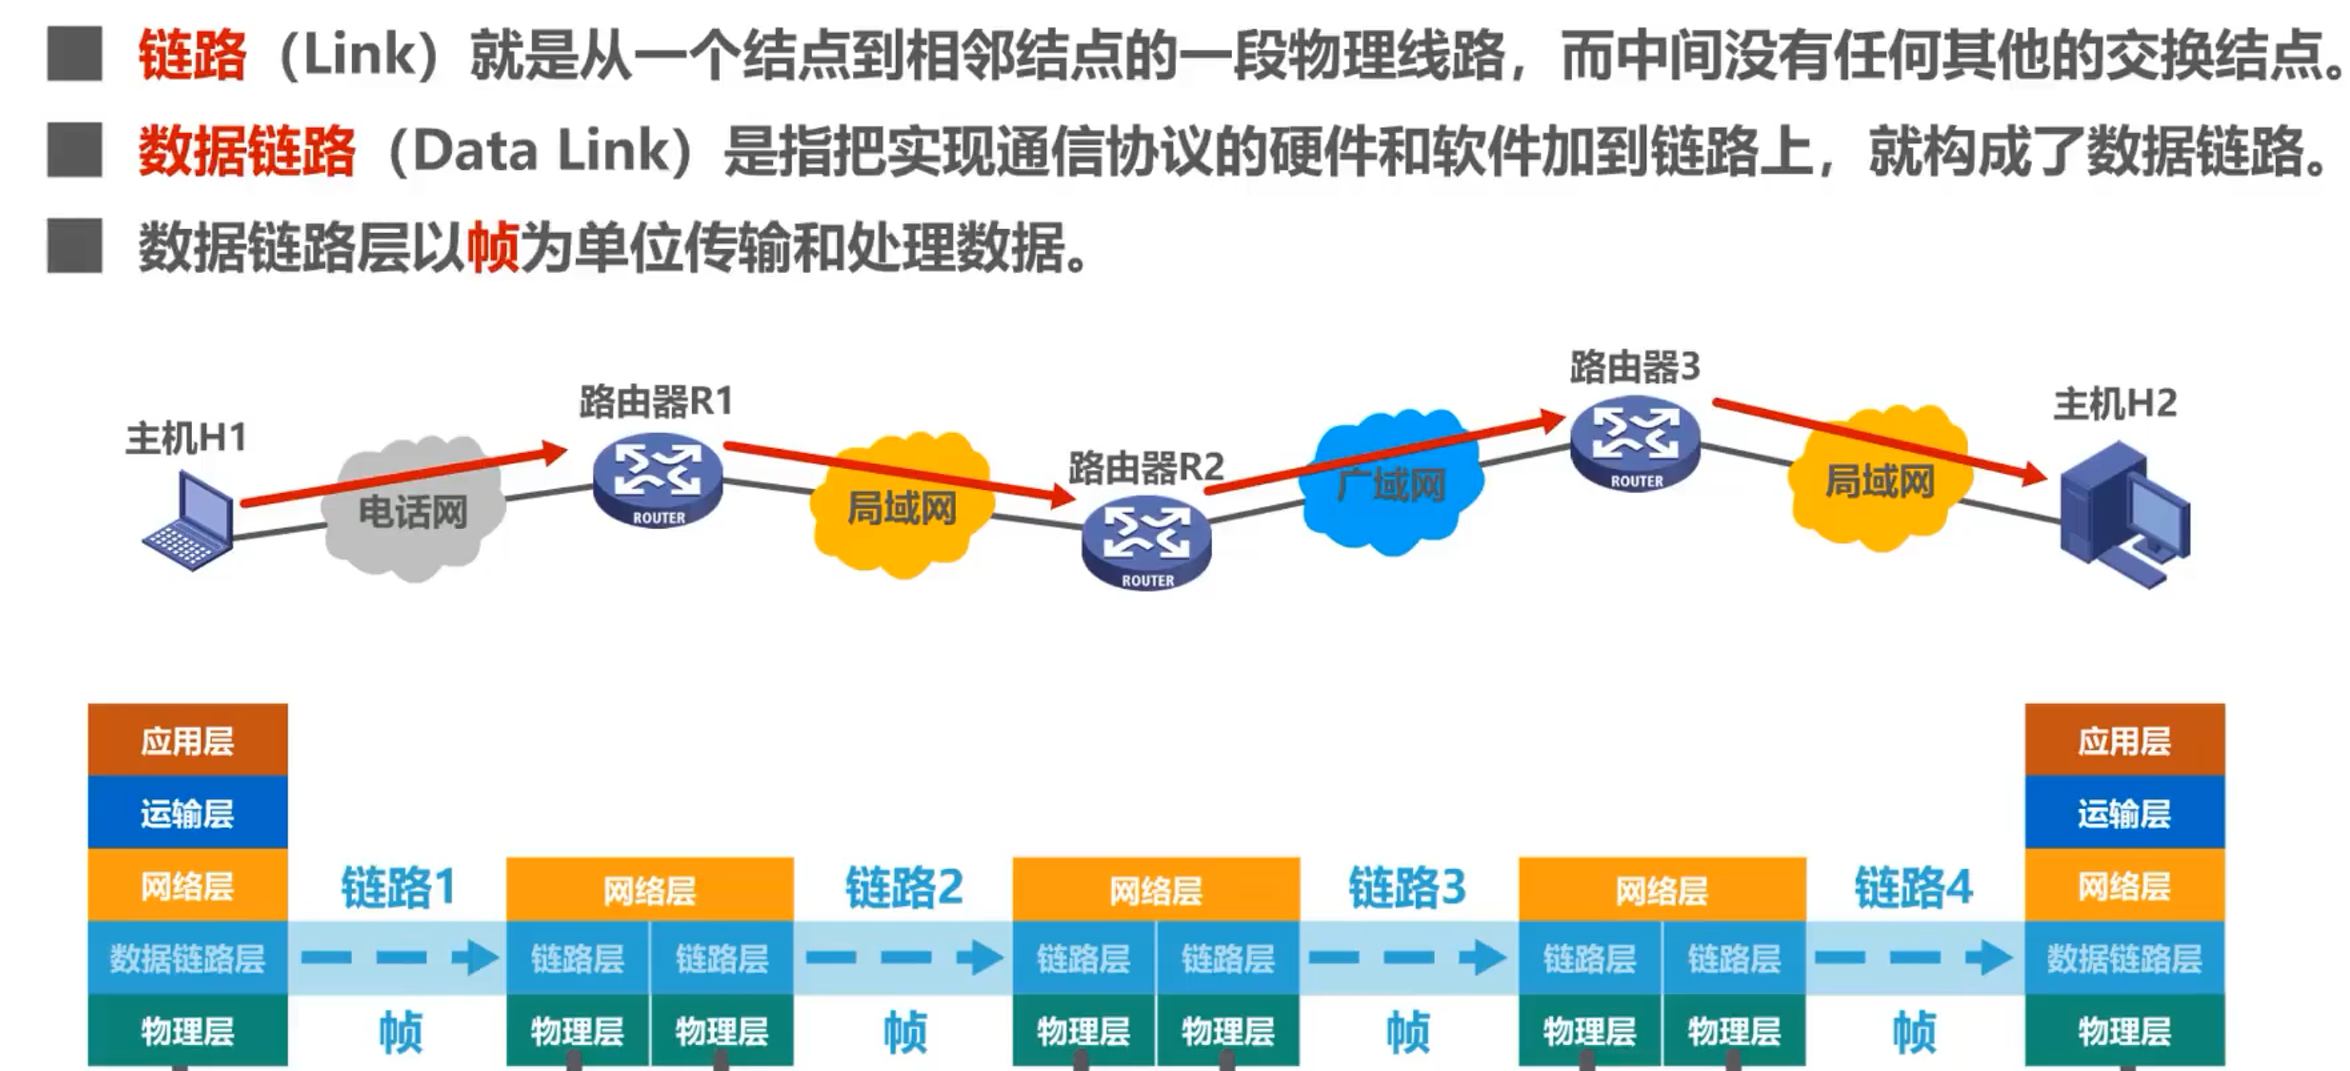 链路（Link）就是从一个结点到相邻结点的一段物理线路，而中间没有任何其他的交换结点。
数据链路（Data Link）是指把实现通信协议的硬件和软件加到链路上，就构成了数据链路。
数据链路层以帧为单位传输和处理数据。
主机H1
电话网
路由器R1
ROUTER
局域网
路由器R2
ROUTER
广域网
路由器3
ROUTER
局域网
主机H2
应用层
运输层
网络层
数据链路层
物理层
链路1
帧
网络层
链路层 链路层
物理层 物理层
链路2
帧
网络层
链路层 链路层
物理层 物理层
链路3
帧
网络层
链路层 链路层
物理层 物理层
链路4
帧
应用层
运输层
网络层
数据链路层
物理层